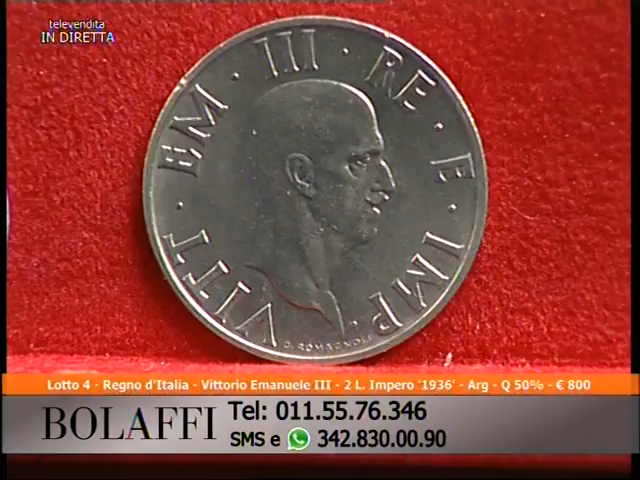 televendita
IN DIRETTA
VITT · EM · III · RE · E · IMP
G. ROMAGNOLI
Lotto 4 - Regno d'Italia - Vittorio Emanuele III - 2 L. Impero '1936' - Arg - Q 50% - € 800
BOLAFFI
Tel: 011.55.76.346
SMS e 342.830.00.90